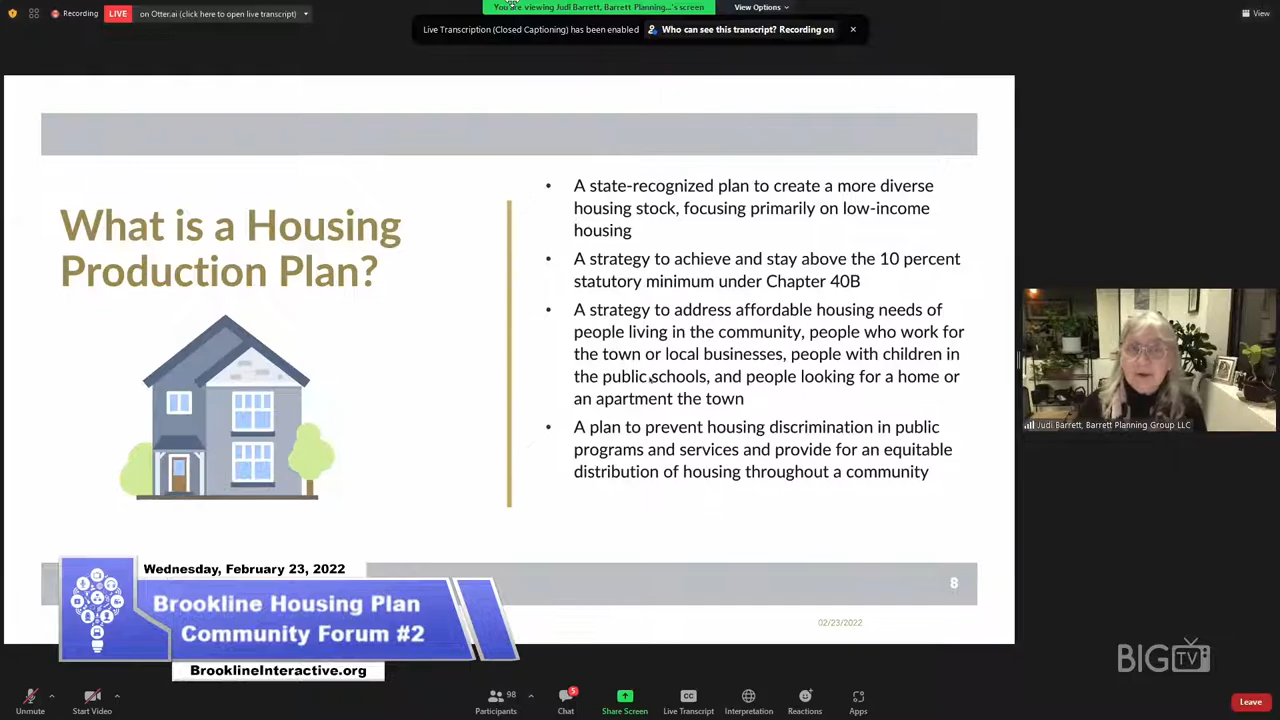 Recording
LIVE
on Otter.ai (click here to open live transcript)
You are viewing Judi Barrett, Barrett Planning...'s screen
View Options
View
Live Transcription (Closed Captioning) has been enabled
Who can see this transcript? Recording on
What is a Housing
Production Plan?
• A state-recognized plan to create a more diverse
housing stock, focusing primarily on low-income
housing
• A strategy to achieve and stay above the 10 percent
statutory minimum under Chapter 40B
• A strategy to address affordable housing needs of
people living in the community, people who work for
the town or local businesses, people with children in
the public schools, and people looking for a home or
an apartment the town
• A plan to prevent housing discrimination in public
programs and services and provide for an equitable
distribution of housing throughout a community
8
02/23/2022
Judi Barrett, Barrett Planning Group LLC
Wednesday, February 23, 2022
Brookline Housing Plan
Community Forum #2
BrooklineInteractive.org
BIG TV
Unmute
Start Video
98
Participants
5
Chat
Share Screen
CC
Live Transcript
Interpretation
Reactions
Apps
Leave